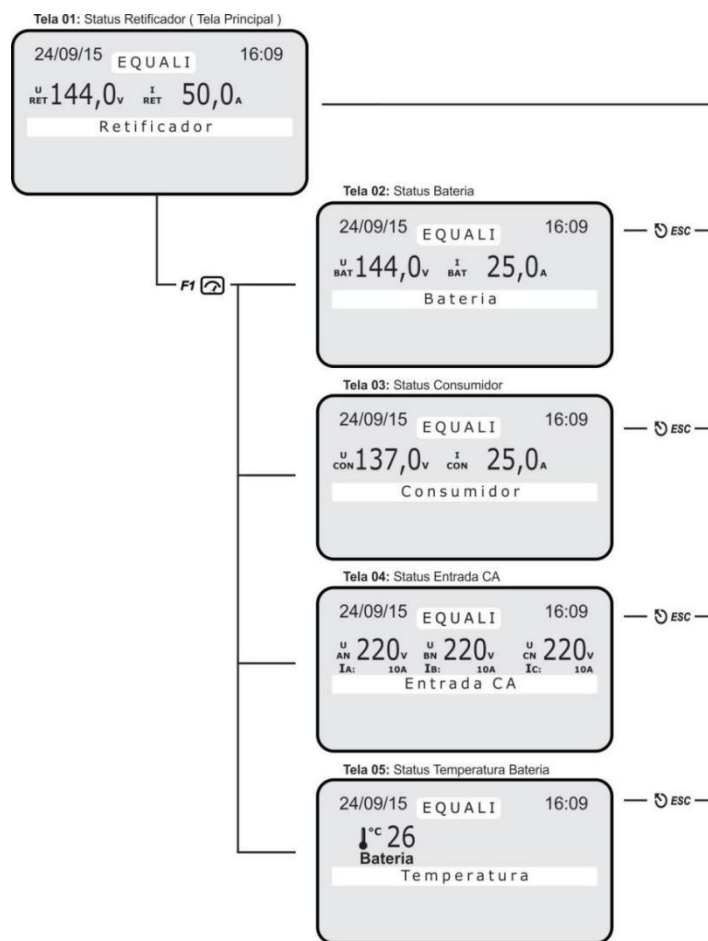 Tela 01: Status Retificador ( Tela Principal )
24/09/15 EQUALI 16:09
U RET 144,0V I RET 50,0A
Retificador
Tela 02: Status Bateria
24/09/15 EQUALI 16:09
U BAT 144,0V I BAT 25,0A
Bateria
ESC
F1
Tela 03: Status Consumidor
24/09/15 EQUALI 16:09
U CON 137,0V I CON 25,0A
Consumidor
ESC
Tela 04: Status Entrada CA
24/09/15 EQUALI 16:09
U AN 220V U BN 220V U CN 220V
IA: 10A IB: 10A IC: 10A
Entrada CA
ESC
Tela 05: Status Temperatura Bateria
24/09/15 EQUALI 16:09
°C 26
Bateria
Temperatura
ESC